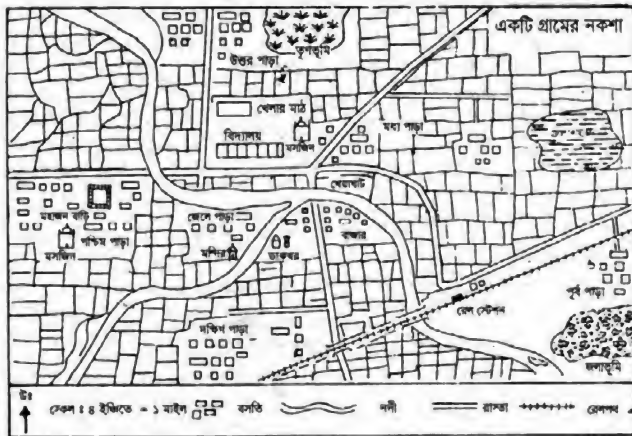 একটি গ্রামের নকশা
উত্তর পাড়া
তৃণভূমি
খেলার মাঠ
বিদ্যালয়
মসজিদ
মধ্য পাড়া
খেয়াঘাট
মহাজন বাড়ি
জেলে পাড়া
বাজার
পশ্চিম পাড়া
মন্দির
ডাকঘর
মসজিদ
পূর্ব পাড়া
রেল স্টেশন
দক্ষিণ পাড়া
জলাভূমি
উঃ
স্কেল ঃ ৪ ইঞ্চিতে = ১ মাইল
বসতি
নদী
রাস্তা
রেলপথ